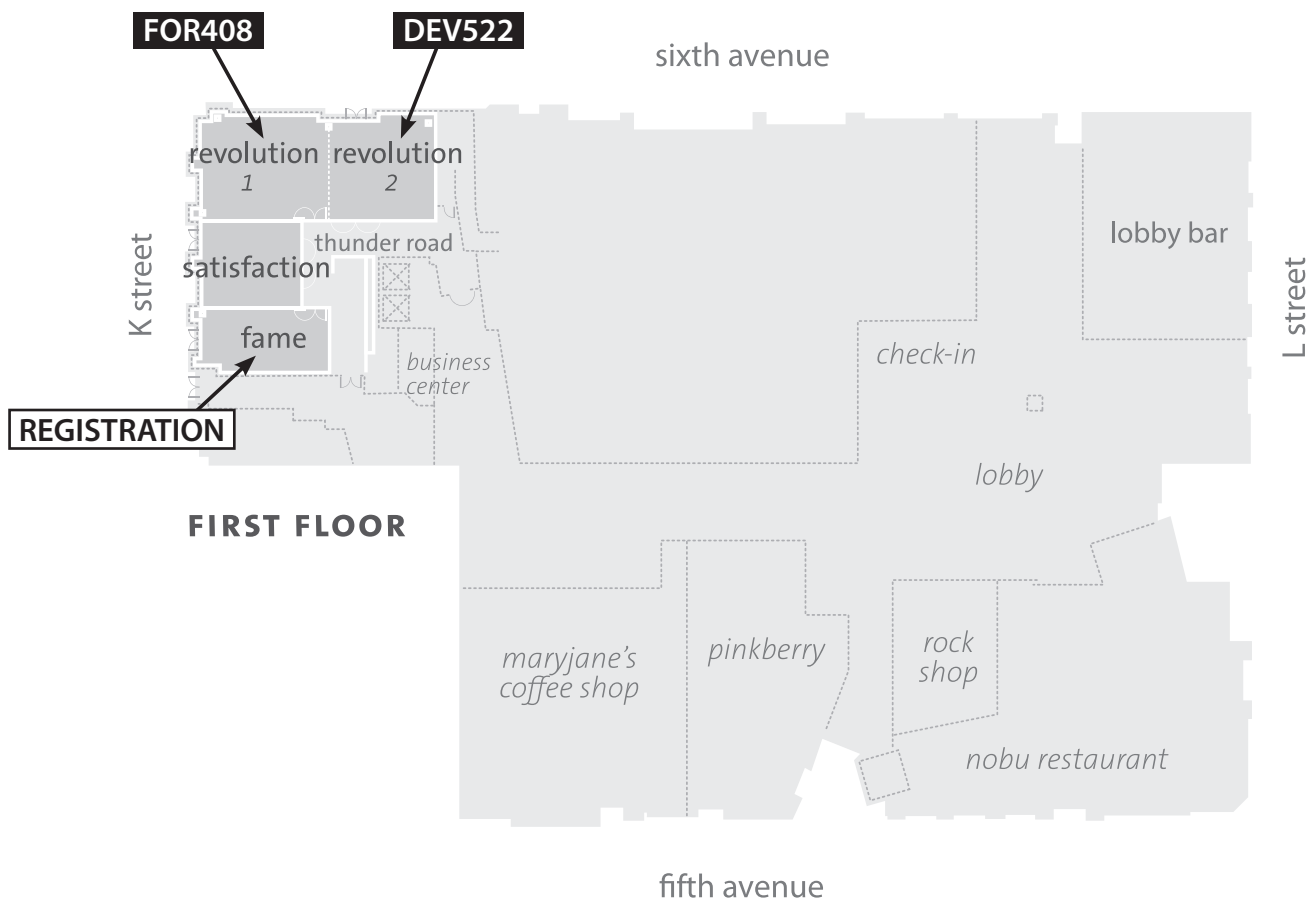 FOR408
DEV522
sixth avenue
revolution
1
revolution
2
lobby bar
thunder road
K street
satisfaction
L street
fame
check-in
business
center
REGISTRATION
lobby
FIRST FLOOR
maryjane's
coffee shop
pinkberry
rock
shop
nobu restaurant
fifth avenue